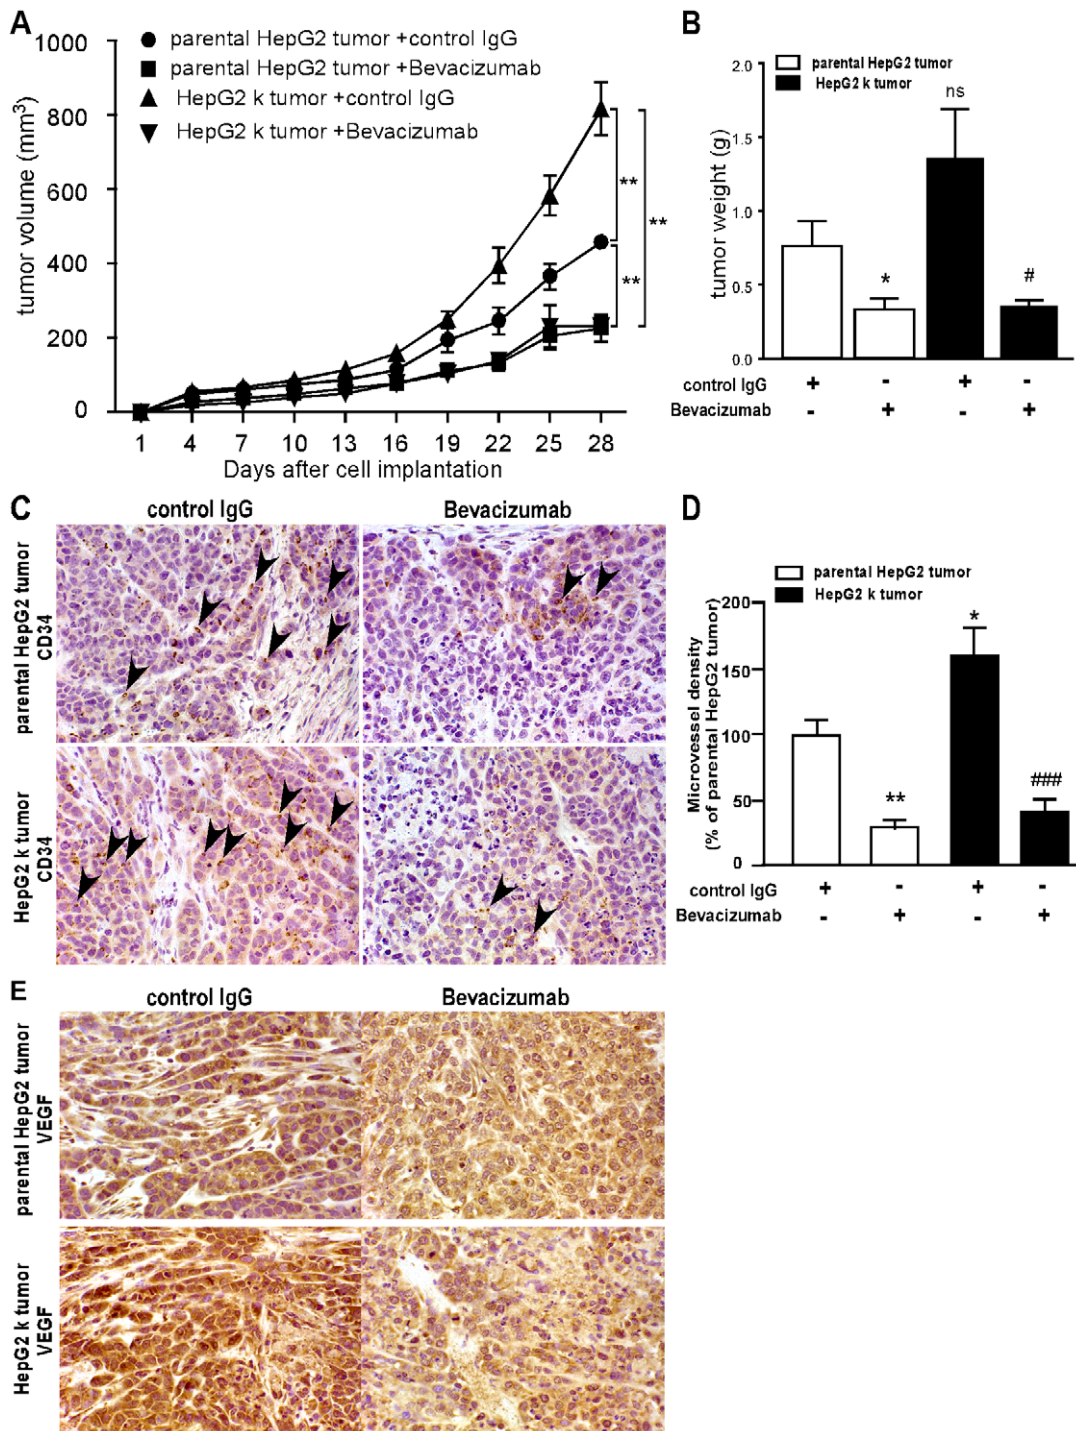 A
parental HepG2 tumor +control IgG
parental HepG2 tumor +Bevacizumab
HepG2 k tumor +control IgG
HepG2 k tumor +Bevacizumab
tumor volume (mm³)
1000
800
600
400
200
0
**
**
**
1 4 7 10 13 16 19 22 25 28
Days after cell implantation
B
parental HepG2 tumor
HepG2 k tumor
tumor weight (g)
2.0
1.5
1.0
0.5
0.0
* ns #
control IgG + - + -
Bevacizumab - + - +
C
control IgG Bevacizumab
parental HepG2 tumor
CD34
HepG2 k tumor
CD34
D
parental HepG2 tumor
HepG2 k tumor
Microvessel density
(% of parental HepG2 tumor)
200
150
100
50
0
** * ###
control IgG + - + -
Bevacizumab - + - +
E
control IgG Bevacizumab
parental HepG2 tumor
VEGF
HepG2 k tumor
VEGF